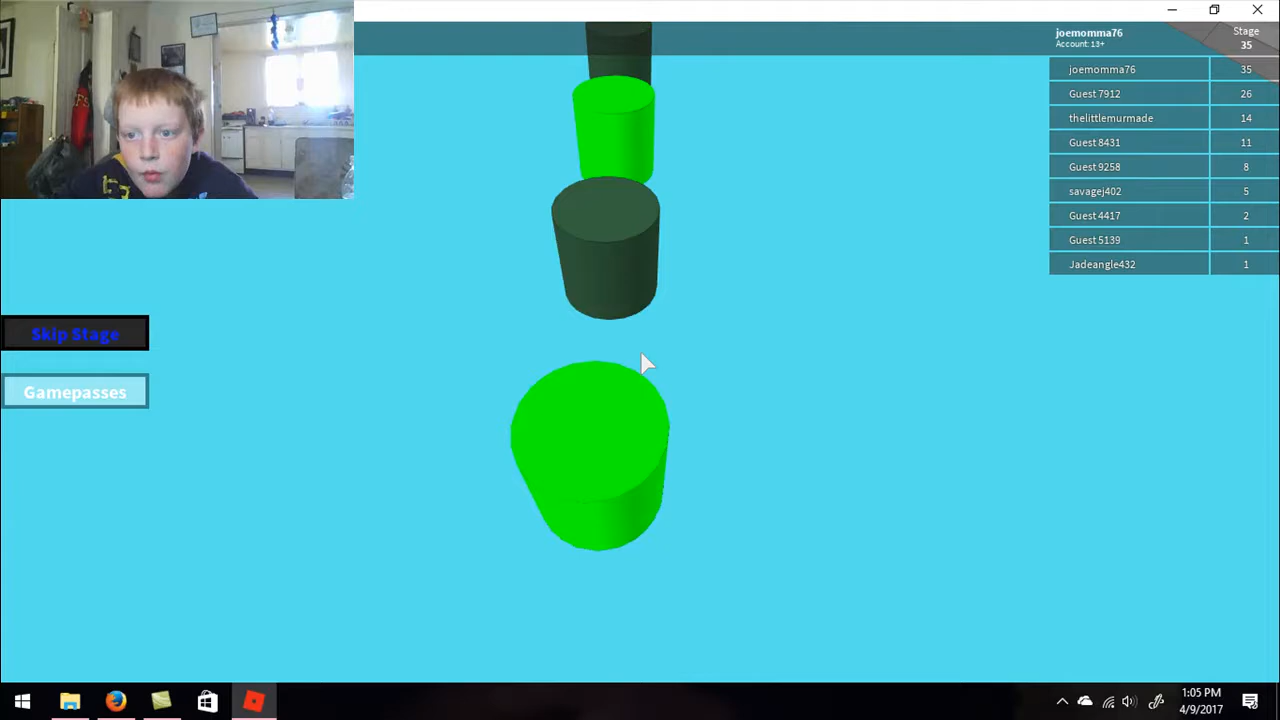 joemomma76
Account: 13+
Stage
35
joemomma76 35
Guest 7912 26
thelittlemurmade 14
Guest 8431 11
Guest 9258 8
savagej402 5
Guest 4417 2
Guest 5139 1
Jadeangle432 1
Skip Stage
Gamepasses
1:05 PM
4/9/2017